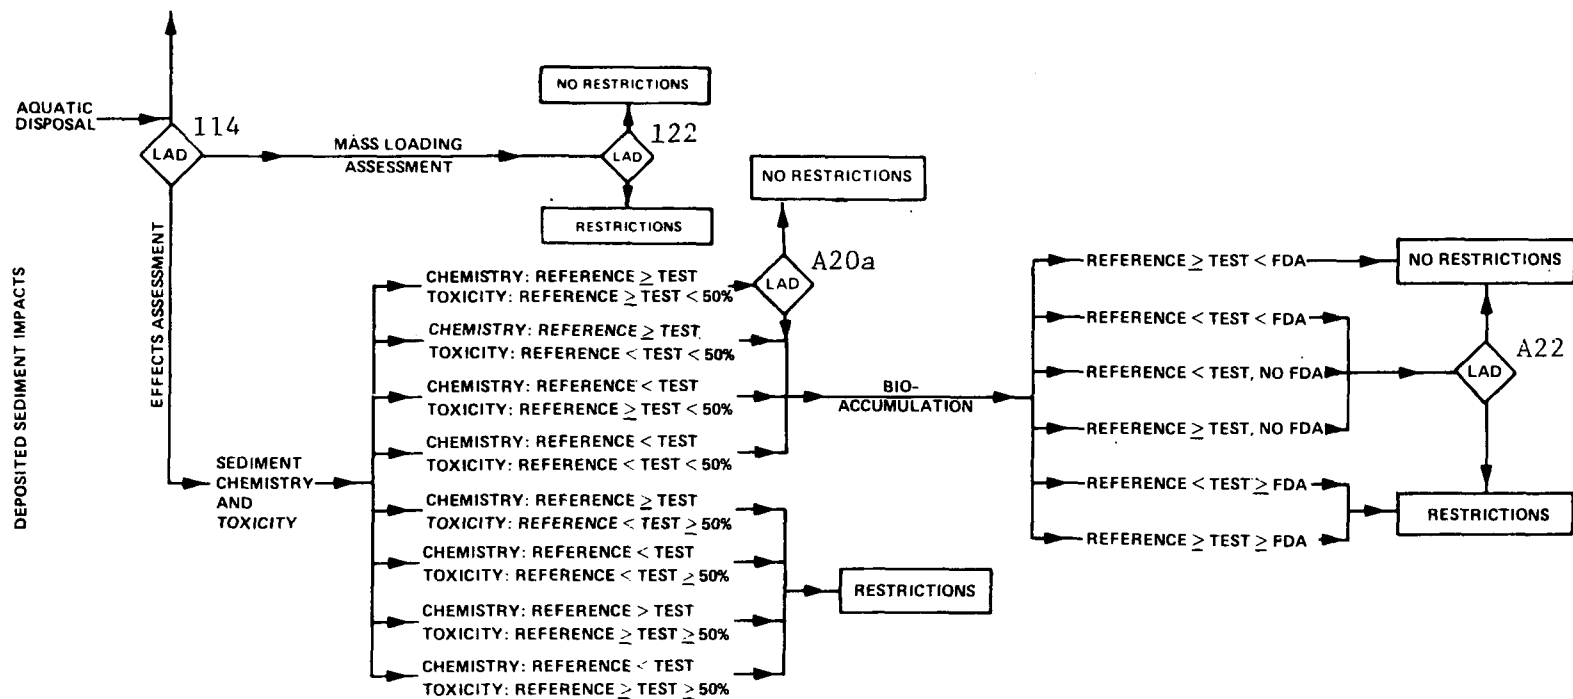 AQUATIC
DISPOSAL
LAD
114
MASS LOADING
ASSESSMENT
NO RESTRICTIONS
LAD
122
RESTRICTIONS
NO RESTRICTIONS
LAD
A20a
DEPOSITED SEDIMENT IMPACTS
EFFECTS ASSESSMENT
SEDIMENT
CHEMISTRY
AND
TOXICITY
CHEMISTRY: REFERENCE ≥ TEST
TOXICITY: REFERENCE ≥ TEST < 50%
CHEMISTRY: REFERENCE ≥ TEST
TOXICITY: REFERENCE < TEST < 50%
CHEMISTRY: REFERENCE < TEST
TOXICITY: REFERENCE ≥ TEST < 50%
CHEMISTRY: REFERENCE < TEST
TOXICITY: REFERENCE < TEST < 50%
CHEMISTRY: REFERENCE ≥ TEST
TOXICITY: REFERENCE < TEST ≥ 50%
CHEMISTRY: REFERENCE < TEST
TOXICITY: REFERENCE < TEST ≥ 50%
CHEMISTRY: REFERENCE > TEST
TOXICITY: REFERENCE ≥ TEST ≥ 50%
CHEMISTRY: REFERENCE < TEST
TOXICITY: REFERENCE ≥ TEST ≥ 50%
RESTRICTIONS
BIO-
ACCUMULATION
REFERENCE ≥ TEST < FDA
REFERENCE < TEST < FDA
REFERENCE < TEST, NO FDA
REFERENCE ≥ TEST, NO FDA
REFERENCE < TEST ≥ FDA
REFERENCE ≥ TEST ≥ FDA
NO RESTRICTIONS
LAD
A22
RESTRICTIONS